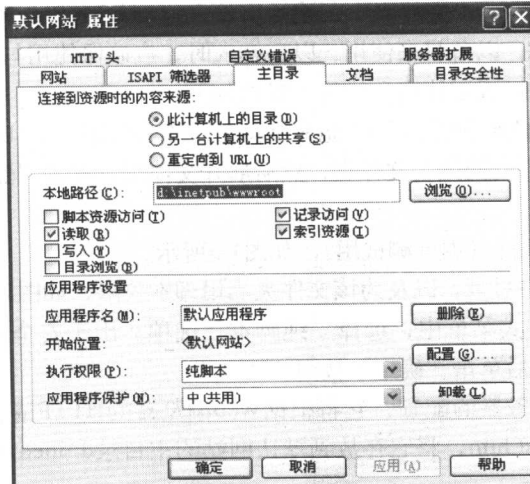 默认网站 属性
HTTP 头 自定义错误 服务器扩展
网站 ISAPI 筛选器 主目录 文档 目录安全性
连接到资源时的内容来源:
此计算机上的目录(D)
另一台计算机上的共享(S)
重定向到 URL(U)
本地路径(C): d:\inetpub\wwwroot 浏览(O)...
脚本资源访问(T) 记录访问(V)
读取(R) 索引资源(I)
写入(W)
目录浏览(B)
应用程序设置
应用程序名(M): 默认应用程序 删除(E)
开始位置: <默认网站>
配置(G)...
执行权限(P): 纯脚本
应用程序保护(N): 中(共用) 卸载(L)
确定 取消 应用(A) 帮助